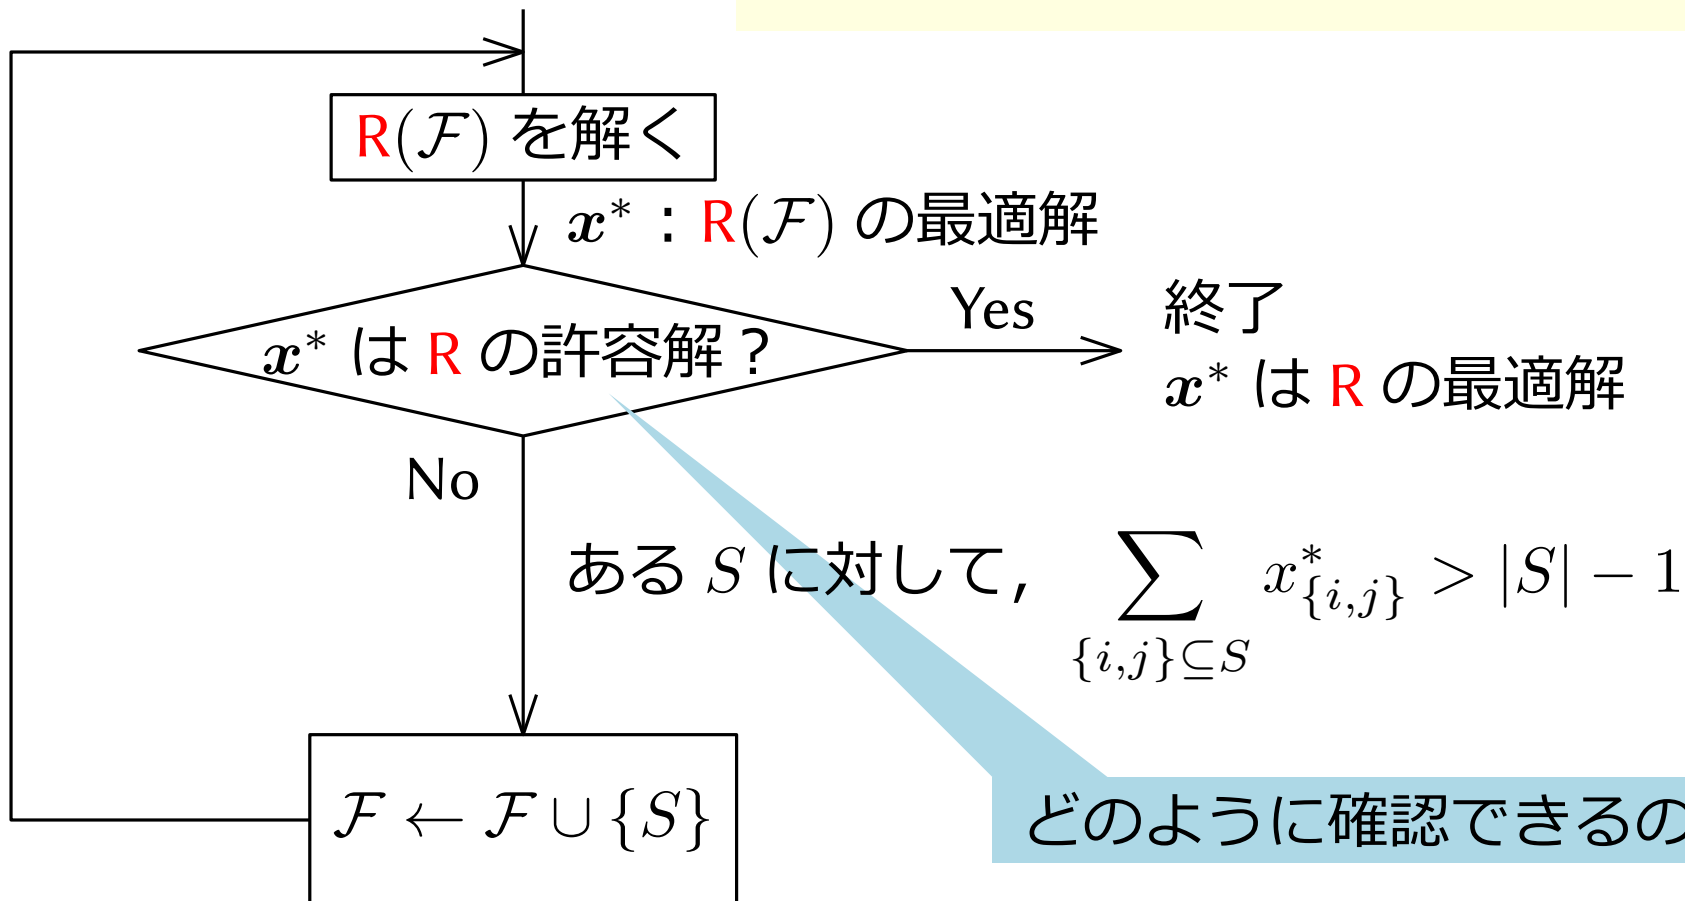 R(𝓕) を解く
x* : R(𝓕) の最適解
x* は R の許容解 ?
Yes
終了
x* は R の最適解
No
ある S に対して, ∑_{{i,j}⊆S} x*_{{i,j}} > |S| − 1
𝓕 ← 𝓕 ∪ {S}
どのように確認できるの